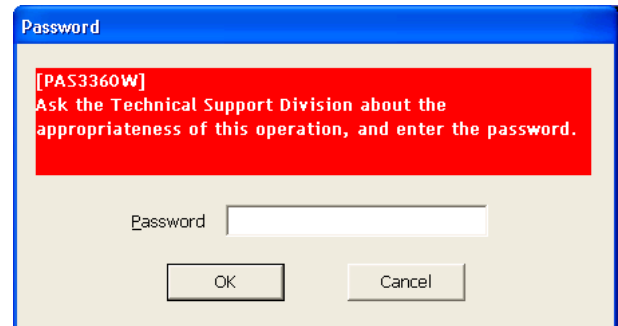 Password
[PAS3360W]
Ask the Technical Support Division about the
appropriateness of this operation, and enter the password.
Password
OK Cancel